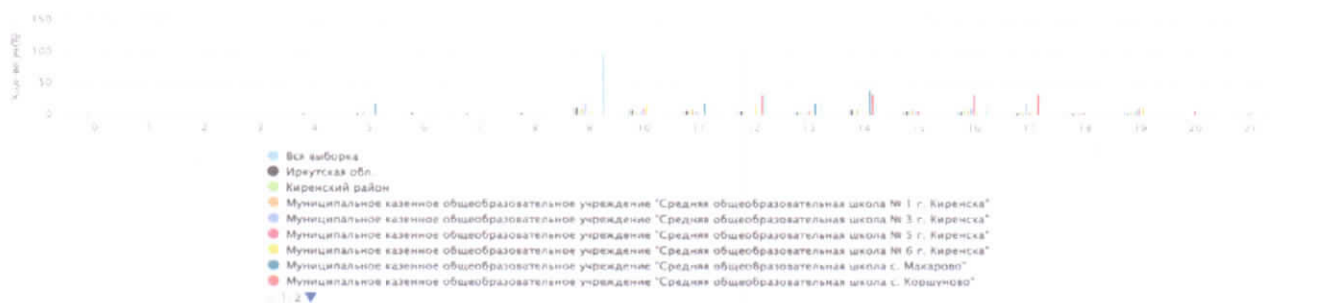 150
100
50
0
0 1 2 3 4 5 6 7 8 9 10 11 12 13 14 15 16 17 18 19 20 21
Вся выборка
Иркутская обл.
Киренский район
Муниципальное казенное общеобразовательное учреждение "Средняя общеобразовательная школа № 1 г. Киренска"
Муниципальное казенное общеобразовательное учреждение "Средняя общеобразовательная школа № 3 г. Киренска"
Муниципальное казенное общеобразовательное учреждение "Средняя общеобразовательная школа № 5 г. Киренска"
Муниципальное казенное общеобразовательное учреждение "Средняя общеобразовательная школа № 6 г. Киренска"
Муниципальное казенное общеобразовательное учреждение "Средняя общеобразовательная школа с. Макарово"
Муниципальное казенное общеобразовательное учреждение "Средняя общеобразовательная школа с. Коршуново"
1/2